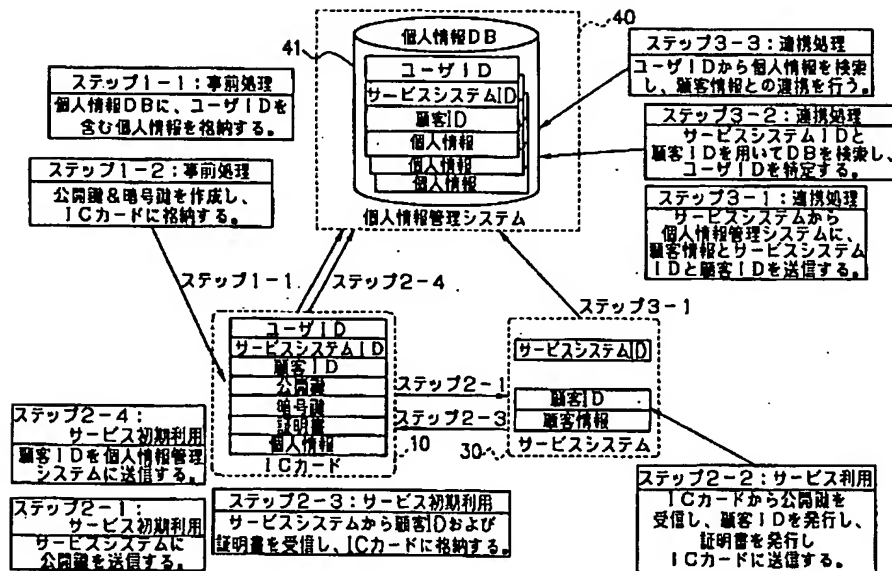 個人情報DB
40
41
ユーザID
サービスシステムID
顧客ID
個人情報
個人情報
個人情報
個人情報管理システム
ステップ1-1:事前処理
個人情報DBに、ユーザIDを
含む個人情報を格納する。
ステップ1-2:事前処理
公開鍵&暗号鍵を作成し、
ICカードに格納する。
ステップ3-3:連携処理
ユーザIDから個人情報を検索
し、顧客情報との連携を行う。
ステップ3-2:連携処理
サービスシステムIDと
顧客IDを用いてDBを検索し、
ユーザIDを特定する。
ステップ3-1:連携処理
サービスシステムから
個人情報管理システムに、
顧客情報とサービスシステム
IDと顧客IDを送信する。
ステップ1-1
ステップ2-4
ステップ3-1
ユーザID
サービスシステムID
顧客ID
公開鍵
暗号鍵
証明書
個人情報
ICカード
10
ステップ2-1
ステップ2-3
サービスシステムID
顧客ID
顧客情報
サービスシステム
30
ステップ2-4:
サービス初期利用
顧客IDを個人情報管理
システムに送信する。
ステップ2-1:
サービス初期利用
サービスシステムに
公開鍵を送信する。
ステップ2-3:サービス初期利用
サービスシステムから顧客IDおよび
証明書を受信し、ICカードに格納する。
ステップ2-2:サービス利用
ICカードから公開鍵を
受信し、顧客IDを発行し、
証明書を発行し
ICカードに送信する。